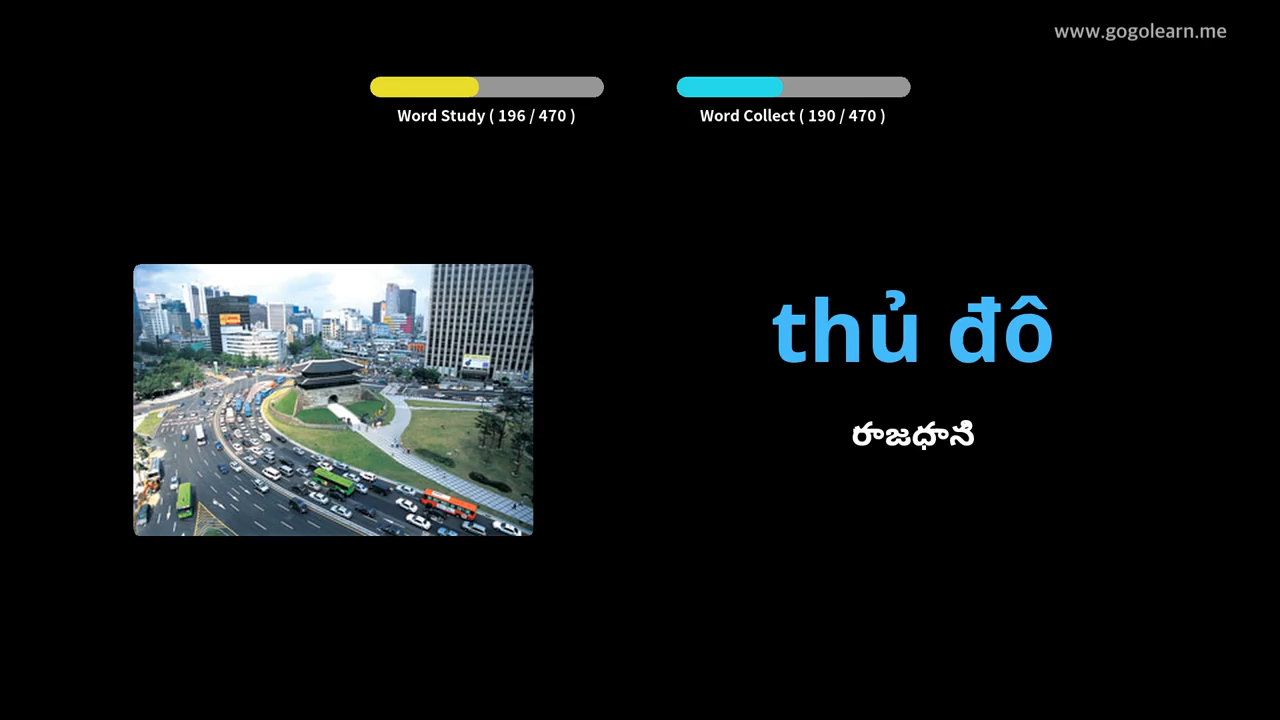 www.gogolearn.me
Word Study ( 196 / 470 )
Word Collect ( 190 / 470 )
thủ đô
రాజధాని